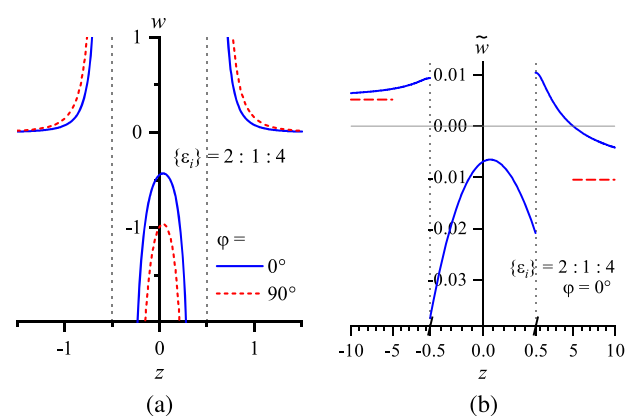 w
1
0
-1
{εᵢ} = 2 : 1 : 4
φ =
0°
90°
-1 0 1
z
(a)
w̃
0.01
0.00
-0.01
-0.02
-0.03
{εᵢ} = 2 : 1 : 4
φ = 0°
-10 -5 -0.5 0.0 0.5 5 10
z
(b)